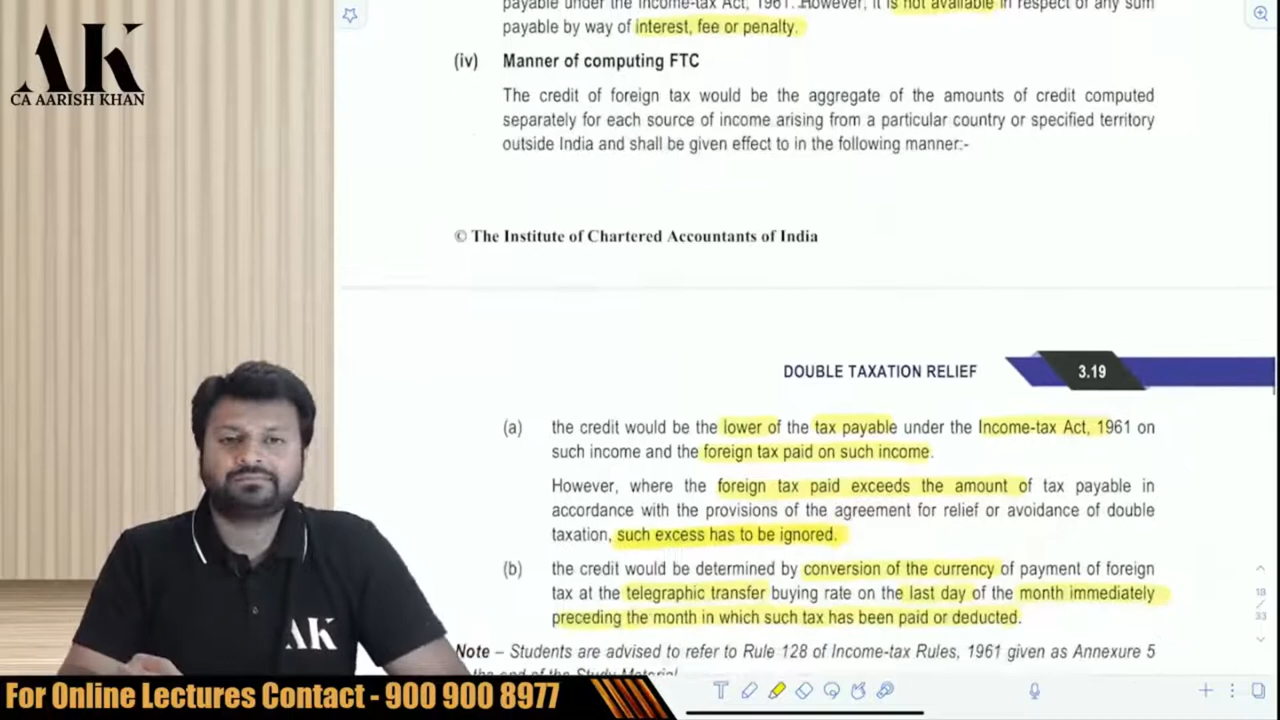 AK
CA AARISH KHAN
payable under the Income-tax Act, 1961. However, it is not available in respect of any sum
payable by way of interest, fee or penalty.
(iv) Manner of computing FTC
The credit of foreign tax would be the aggregate of the amounts of credit computed
separately for each source of income arising from a particular country or specified territory
outside India and shall be given effect to in the following manner:-
© The Institute of Chartered Accountants of India
DOUBLE TAXATION RELIEF 3.19
(a) the credit would be the lower of the tax payable under the Income-tax Act, 1961 on
such income and the foreign tax paid on such income.
However, where the foreign tax paid exceeds the amount of tax payable in
accordance with the provisions of the agreement for relief or avoidance of double
taxation, such excess has to be ignored.
(b) the credit would be determined by conversion of the currency of payment of foreign
tax at the telegraphic transfer buying rate on the last day of the month immediately
preceding the month in which such tax has been paid or deducted.
Note – Students are advised to refer to Rule 128 of Income-tax Rules, 1961 given as Annexure 5
the end of the Study Material
19
/
33
AK
For Online Lectures Contact - 900 900 8977